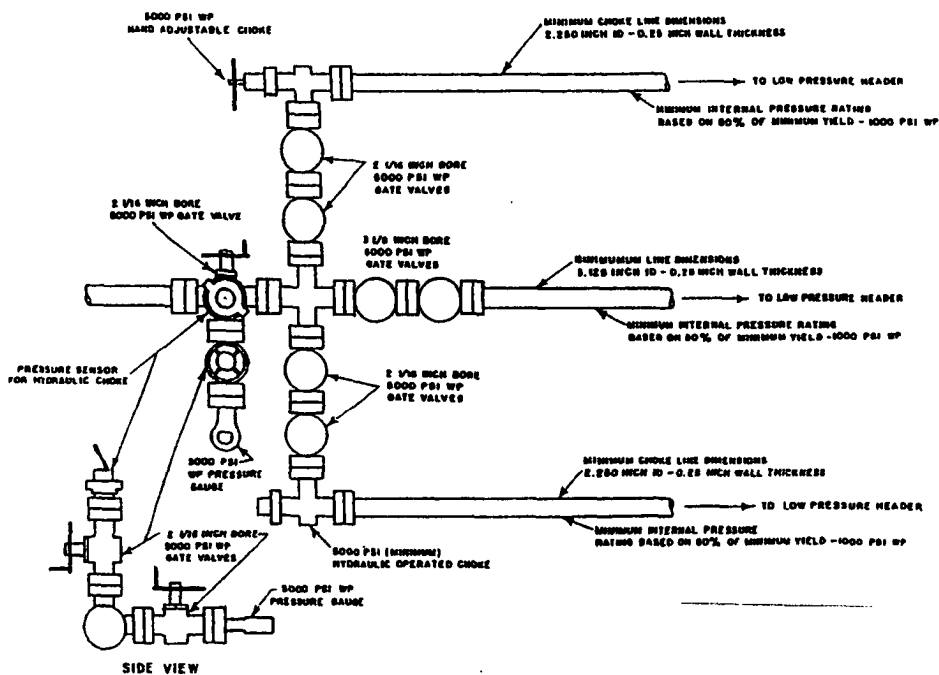 5000 PSI WP
HAND ADJUSTABLE CHOKE
MINIMUM CHOKE LINE DIMENSIONS
2.250 INCH ID - 0.25 INCH WALL THICKNESS
TO LOW PRESSURE HEADER
MINIMUM INTERNAL PRESSURE RATING
BASED ON 80% OF MINIMUM YIELD - 1000 PSI WP
2 1/16 INCH BORE
5000 PSI WP
GATE VALVES
2 1/16 INCH BORE
5000 PSI WP GATE VALVE
3 1/8 INCH BORE
5000 PSI WP
GATE VALVES
MINIMUMUM LINE DIMENSIONS
3.125 INCH ID - 0.25 INCH WALL THICKNESS
TO LOW PRESSURE HEADER
MINIMUM INTERNAL PRESSURE RATING
BASED ON 80% OF MINIMUM YIELD - 1000 PSI WP
PRESSURE SENSOR
FOR HYDRAULIC CHOKE
2 1/16 INCH BORE
5000 PSI WP
GATE VALVES
5000 PSI
WP PRESSURE
GAUGE
MINIMUM CHOKE LINE DIMENSIONS
2.250 INCH ID - 0.25 INCH WALL THICKNESS
TO LOW PRESSURE HEADER
MINIMUM INTERNAL PRESSURE
RATING BASED ON 80% OF MINIMUM YIELD - 1000 PSI WP
2 1/16 INCH BORE
5000 PSI WP
GATE VALVES
5000 PSI (MINIMUM)
HYDRAULIC OPERATED CHOKE
5000 PSI WP
PRESSURE GAUGE
SIDE VIEW